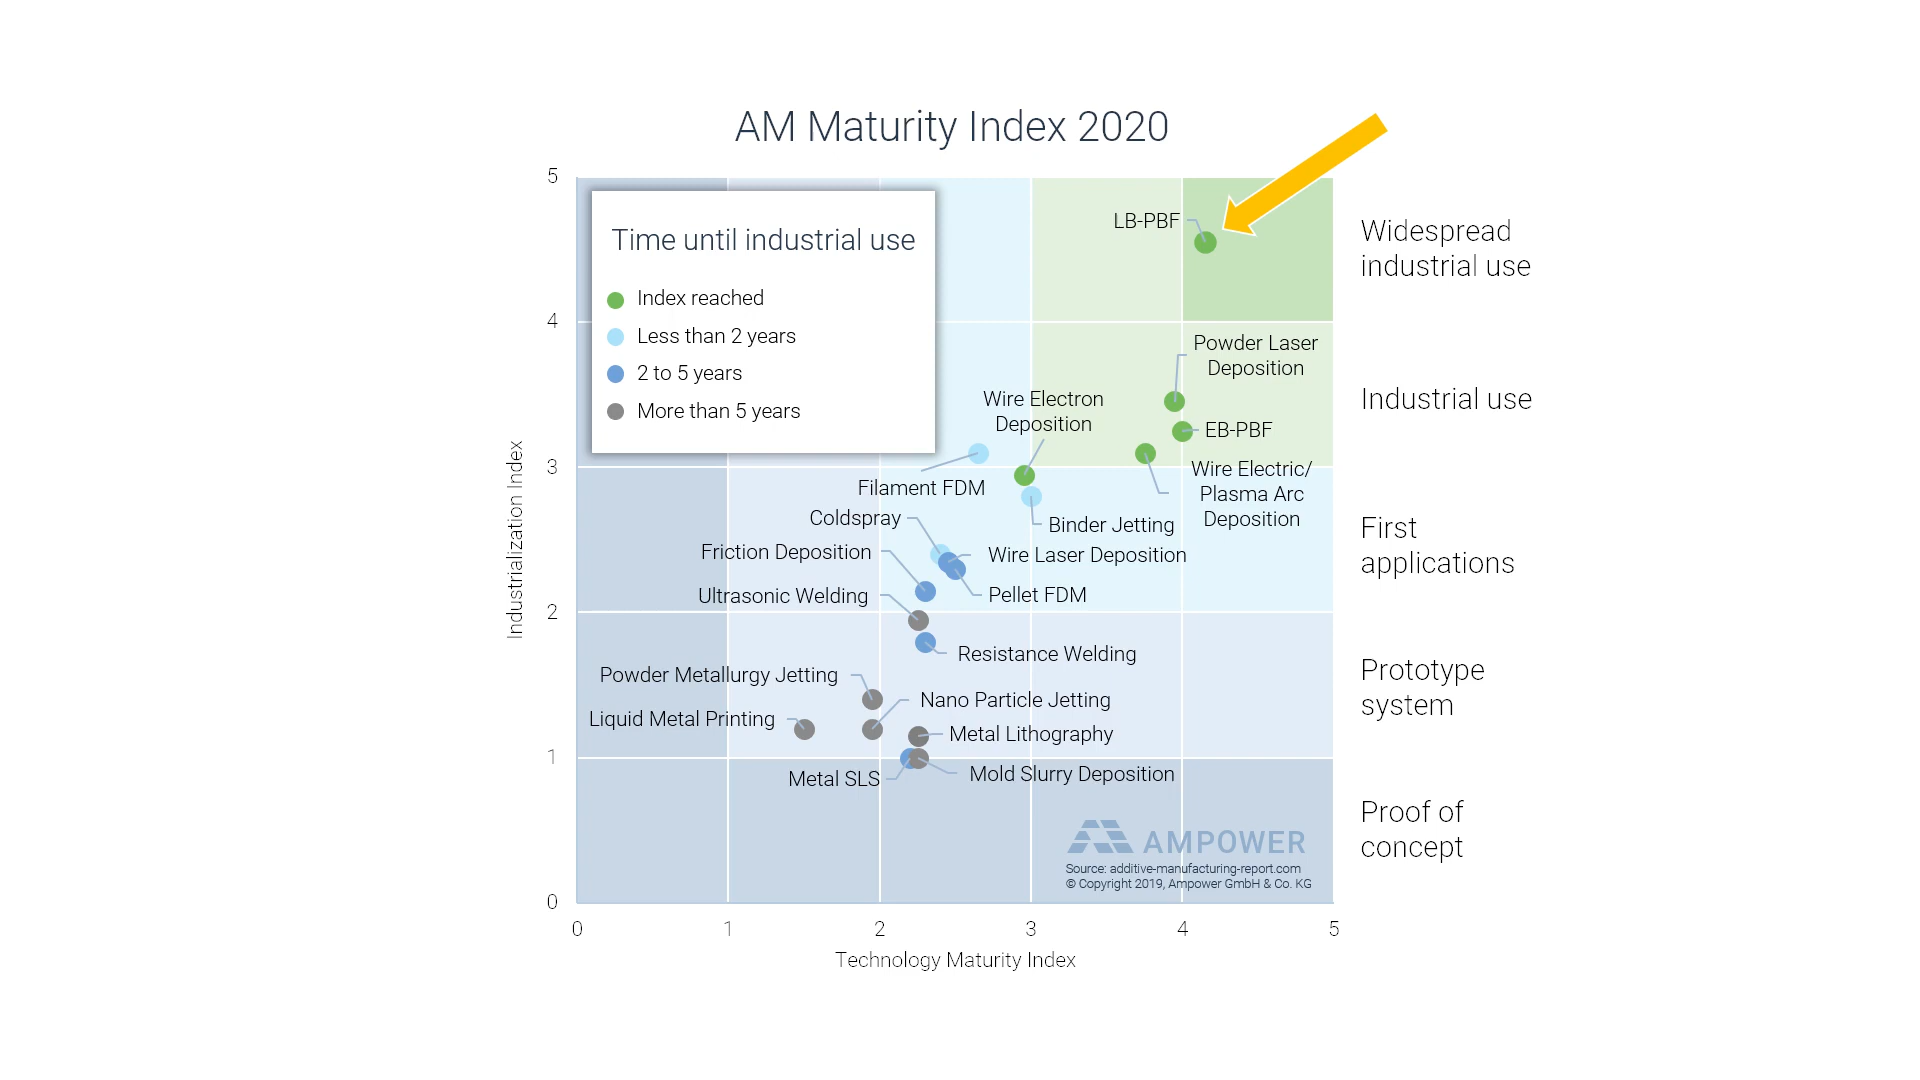 AM Maturity Index 2020
5
4
3
2
1
0
Industrialization Index
Time until industrial use
Index reached
Less than 2 years
2 to 5 years
More than 5 years
LB-PBF
Powder Laser
Deposition
Wire Electron
Deposition
EB-PBF
Wire Electric/
Plasma Arc
Deposition
Filament FDM
Coldspray
Binder Jetting
Friction Deposition
Wire Laser Deposition
Ultrasonic Welding
Pellet FDM
Resistance Welding
Powder Metallurgy Jetting
Nano Particle Jetting
Liquid Metal Printing
Metal Lithography
Metal SLS
Mold Slurry Deposition
Widespread
industrial use
Industrial use
First
applications
Prototype
system
Proof of
concept
AMPOWER
Source: additive-manufacturing-report.com
© Copyright 2019, Ampower GmbH & Co. KG
0 1 2 3 4 5
Technology Maturity Index